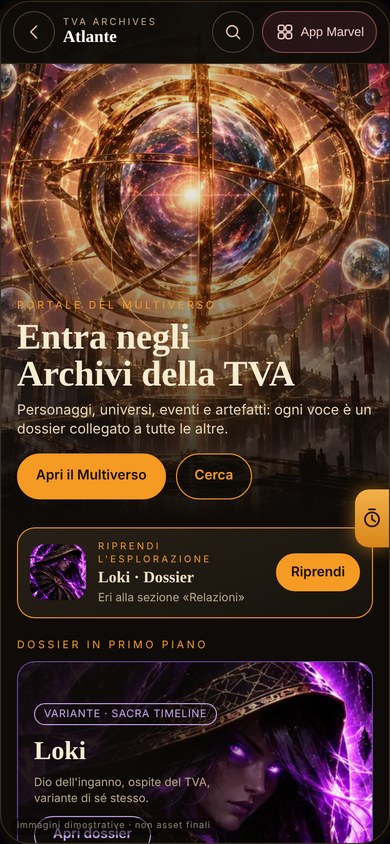 TVA ARCHIVES
Atlante
App Marvel
PORTALE DEL MULTIVERSO
Entra negli
Archivi della TVA
Personaggi, universi, eventi e artefatti: ogni voce è un
dossier collegato a tutte le altre.
Apri il Multiverso
Cerca
RIPRENDI
L'ESPLORAZIONE
Loki · Dossier
Eri alla sezione «Relazioni»
Riprendi
DOSSIER IN PRIMO PIANO
VARIANTE · SACRA TIMELINE
Loki
Dio dell'inganno, ospite del TVA,
variante di sé stesso.
immagini dimostrative · non asset finali
Apri dossier